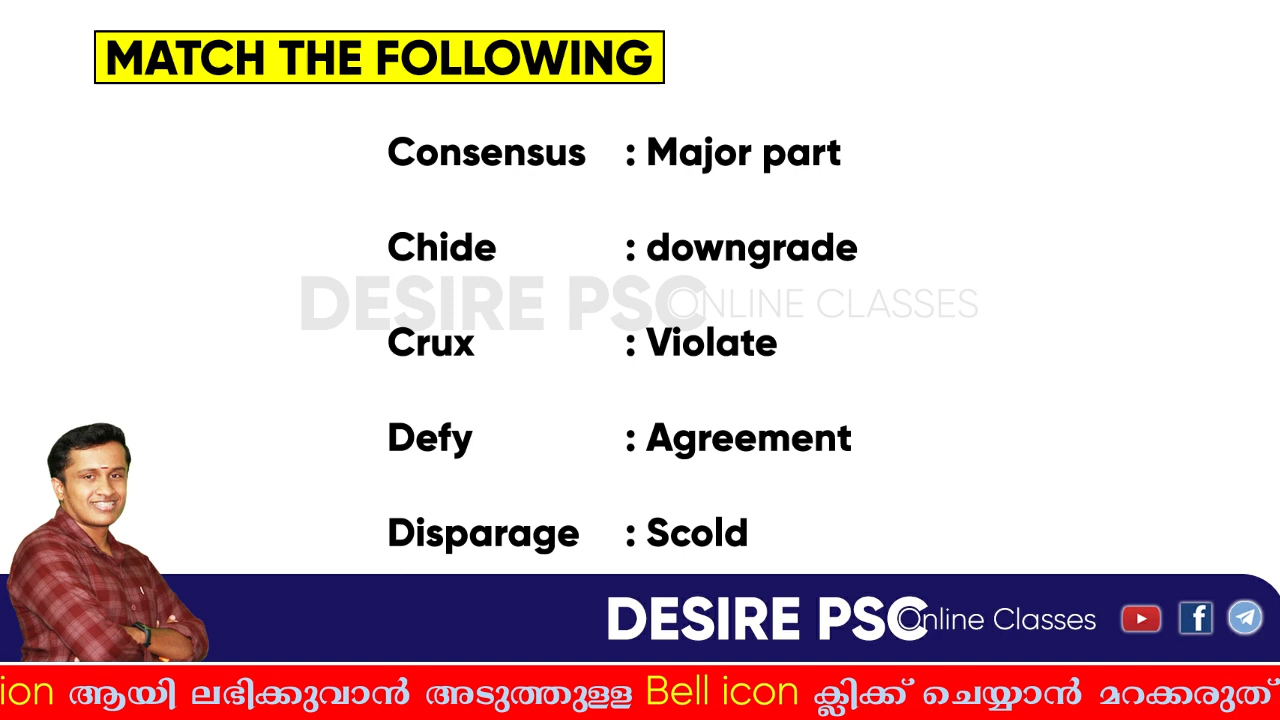 MATCH THE FOLLOWING
Consensus : Major part
Chide : downgrade
DESIRE PSC ONLINE CLASSES
Crux : Violate
Defy : Agreement
Disparage : Scold
DESIRE PSC Online Classes
ion ആയി ലഭിക്കുവാൻ അടുത്തുള്ള Bell icon ക്ലിക്ക് ചെയ്യാൻ മറക്കരുത്